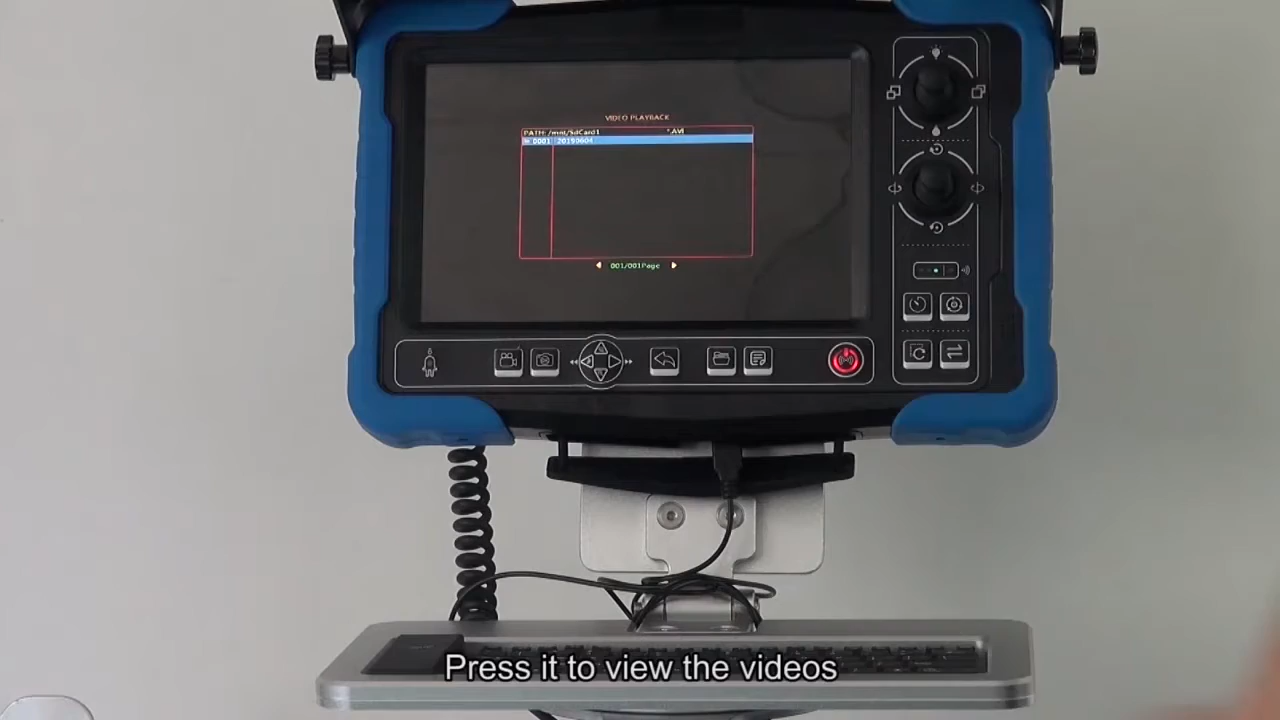 VIDEO PLAYBACK
PATH: /mnt/SdCard1 *.AVI
0001 20190604
001/001Page
Press it to view the videos